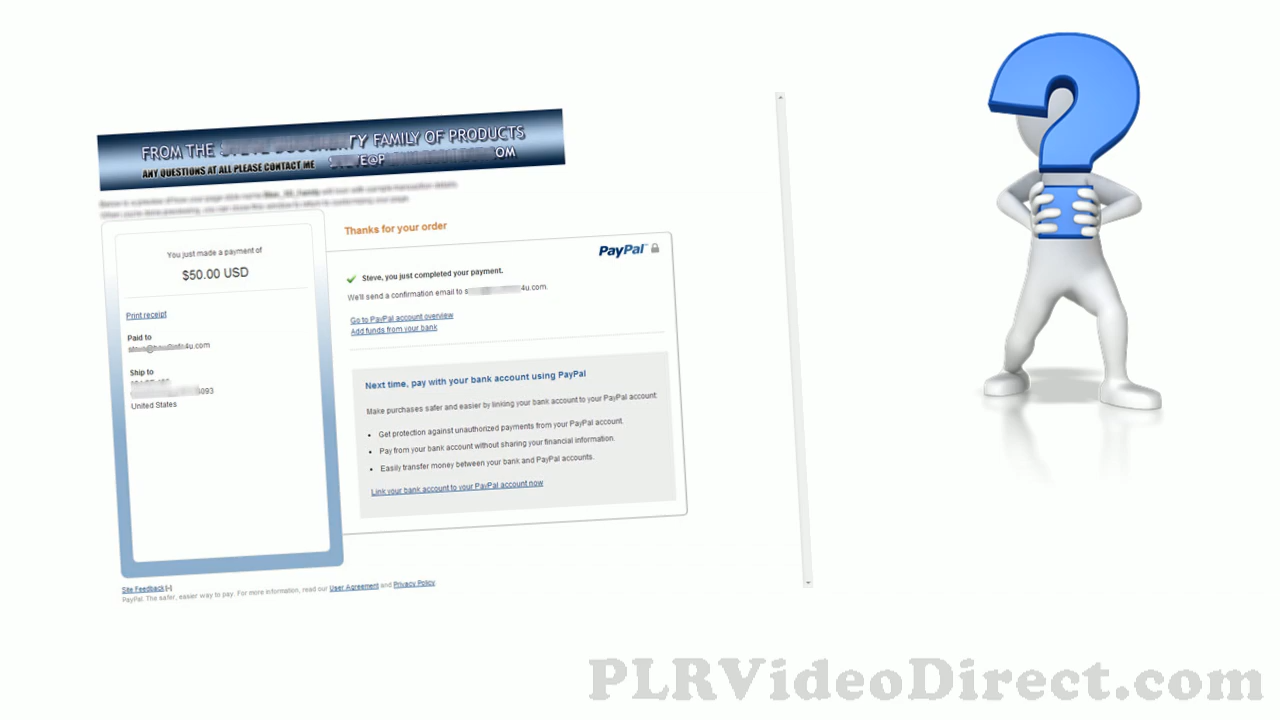 FROM THE FAMILY OF PRODUCTS
ANY QUESTIONS AT ALL PLEASE CONTACT ME
You just made a payment of
$50.00 USD
Print receipt
Paid to
Ship to
United States
Thanks for your order
PayPal
Steve, you just completed your payment.
We'll send a confirmation email to 4u.com.
Go to PayPal account overview
Add funds from your bank
Next time, pay with your bank account using PayPal
Make purchases safer and easier by linking your bank account to your PayPal account:
• Get protection against unauthorized payments from your PayPal account.
• Pay from your bank account without sharing your financial information.
• Easily transfer money between your bank and PayPal accounts.
Link your bank account to your PayPal account now
Site Feedback [-]
PayPal. The safer, easier way to pay. For more information, read our User Agreement and Privacy Policy.
?
PLRVideoDirect.com